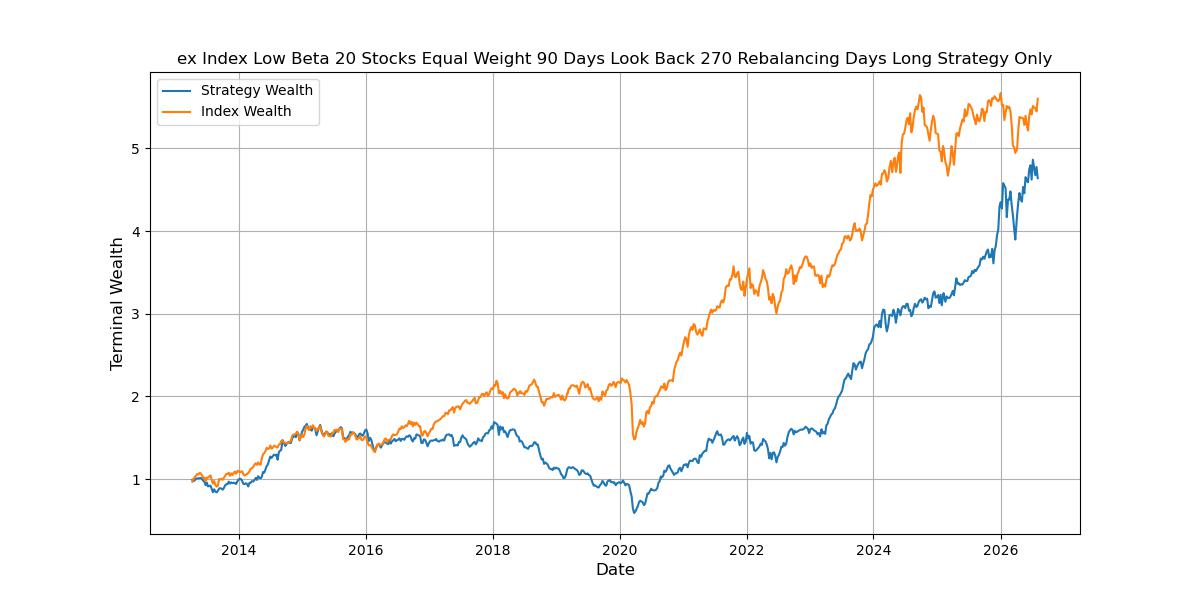 ex Index Low Beta 20 Stocks Equal Weight 90 Days Look Back 270 Rebalancing Days Long Strategy Only
Strategy Wealth
Index Wealth
Terminal Wealth
5
4
3
2
1
2014 2016 2018 2020 2022 2024 2026
Date